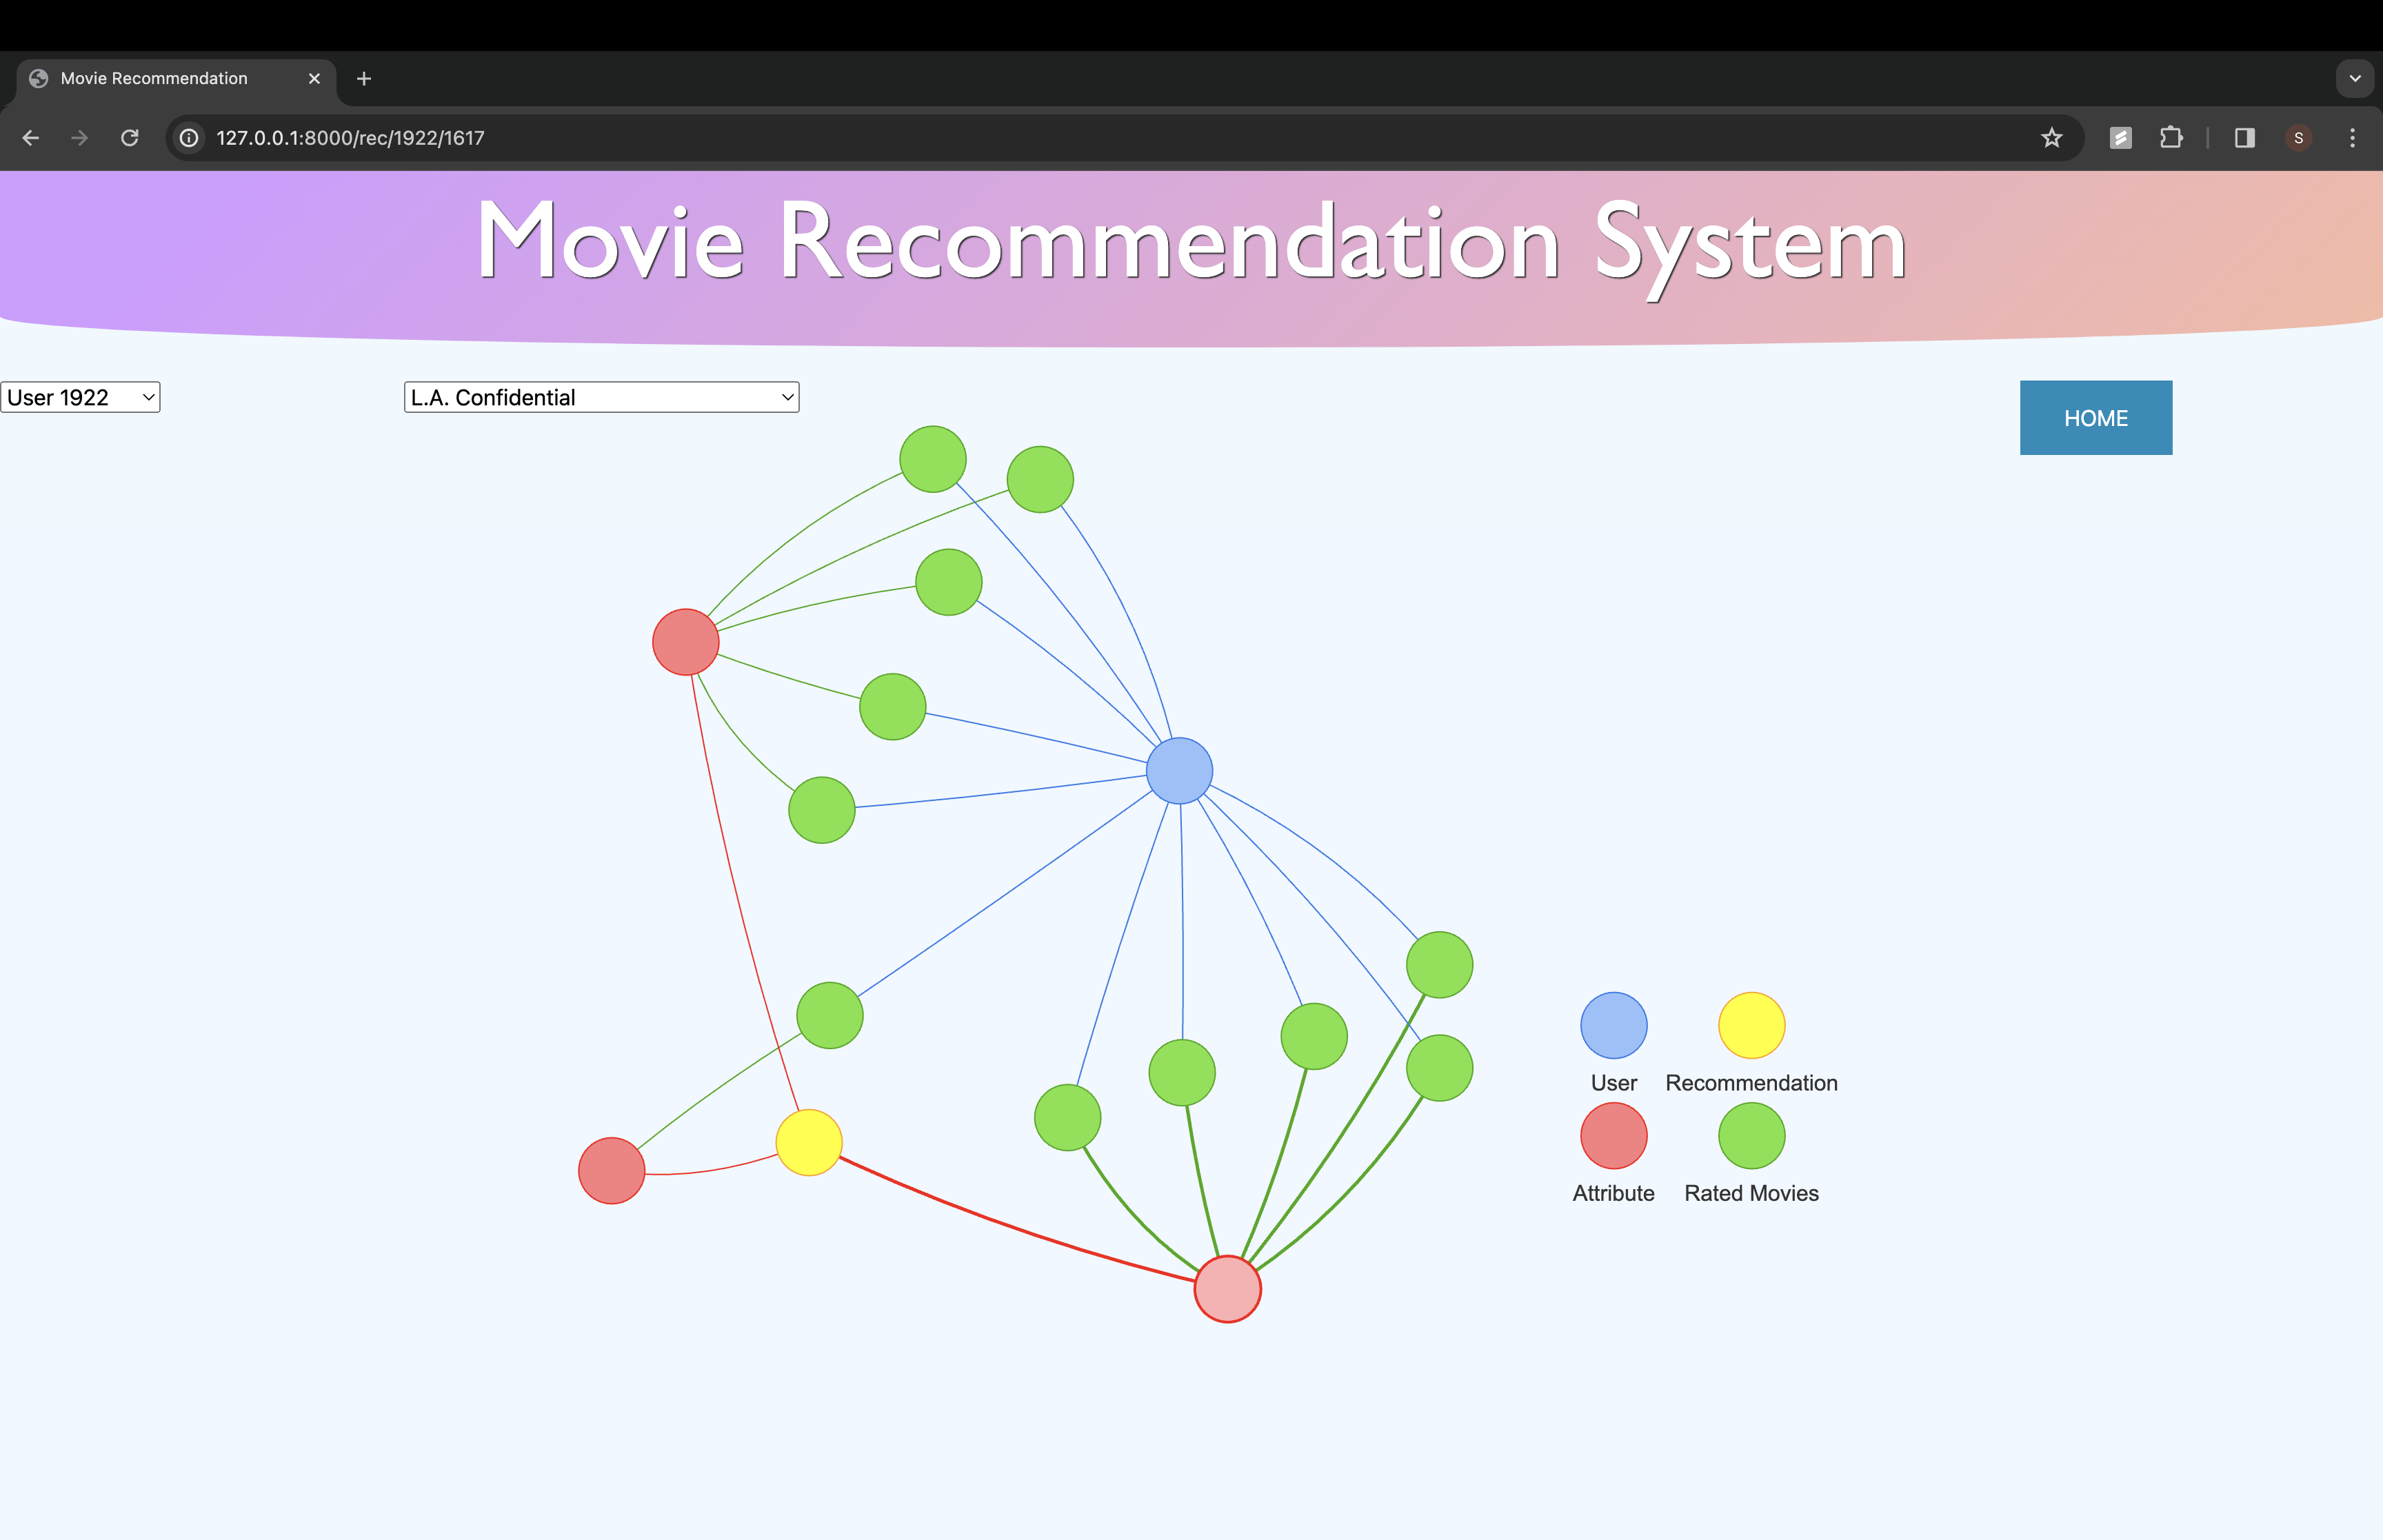 Movie Recommendation
127.0.0.1:8000/rec/1922/1617
S
Movie Recommendation System
User 1922
L.A. Confidential
HOME
User
Recommendation
Attribute
Rated Movies